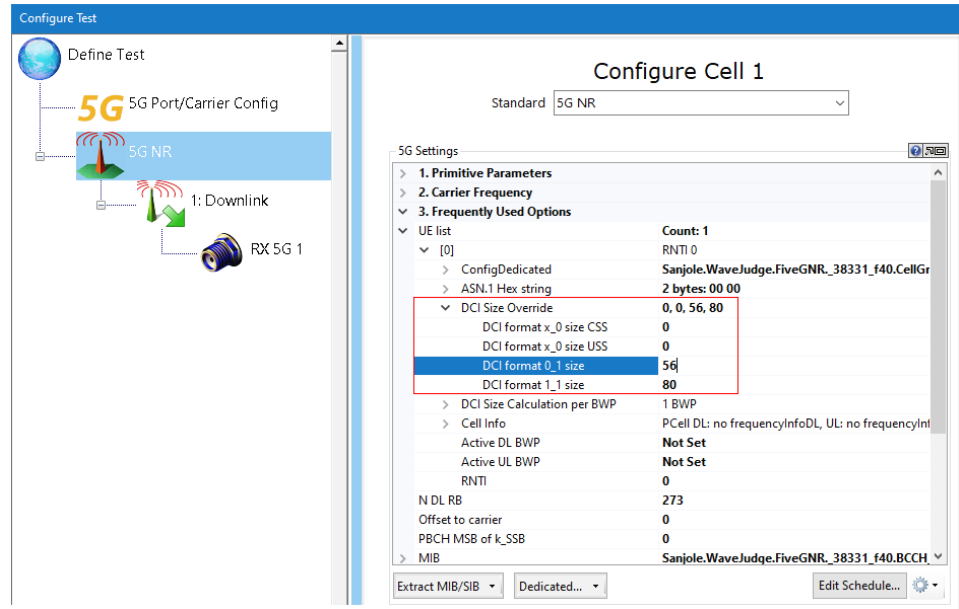 Configure Test
Define Test
5G 5G Port/Carrier Config
5G NR
1: Downlink
RX 5G 1
Configure Cell 1
Standard 5G NR
5G Settings
1. Primitive Parameters
2. Carrier Frequency
3. Frequently Used Options
UE list Count: 1
[0] RNTI 0
ConfigDedicated Sanjole.WaveJudge.FiveGNR._38331_f40.CellGr
ASN.1 Hex string 2 bytes: 00 00
DCI Size Override 0, 0, 56, 80
DCI format x_0 size CSS 0
DCI format x_0 size USS 0
DCI format 0_1 size 56
DCI format 1_1 size 80
DCI Size Calculation per BWP 1 BWP
Cell Info PCell DL: no frequencyInfoDL, UL: no frequencyInf
Active DL BWP Not Set
Active UL BWP Not Set
RNTI 0
N DL RB 273
Offset to carrier 0
PBCH MSB of k_SSB 0
MIB Sanjole.WaveJudge.FiveGNR._38331_f40.BCCH_
Extract MIB/SIB Dedicated... Edit Schedule...